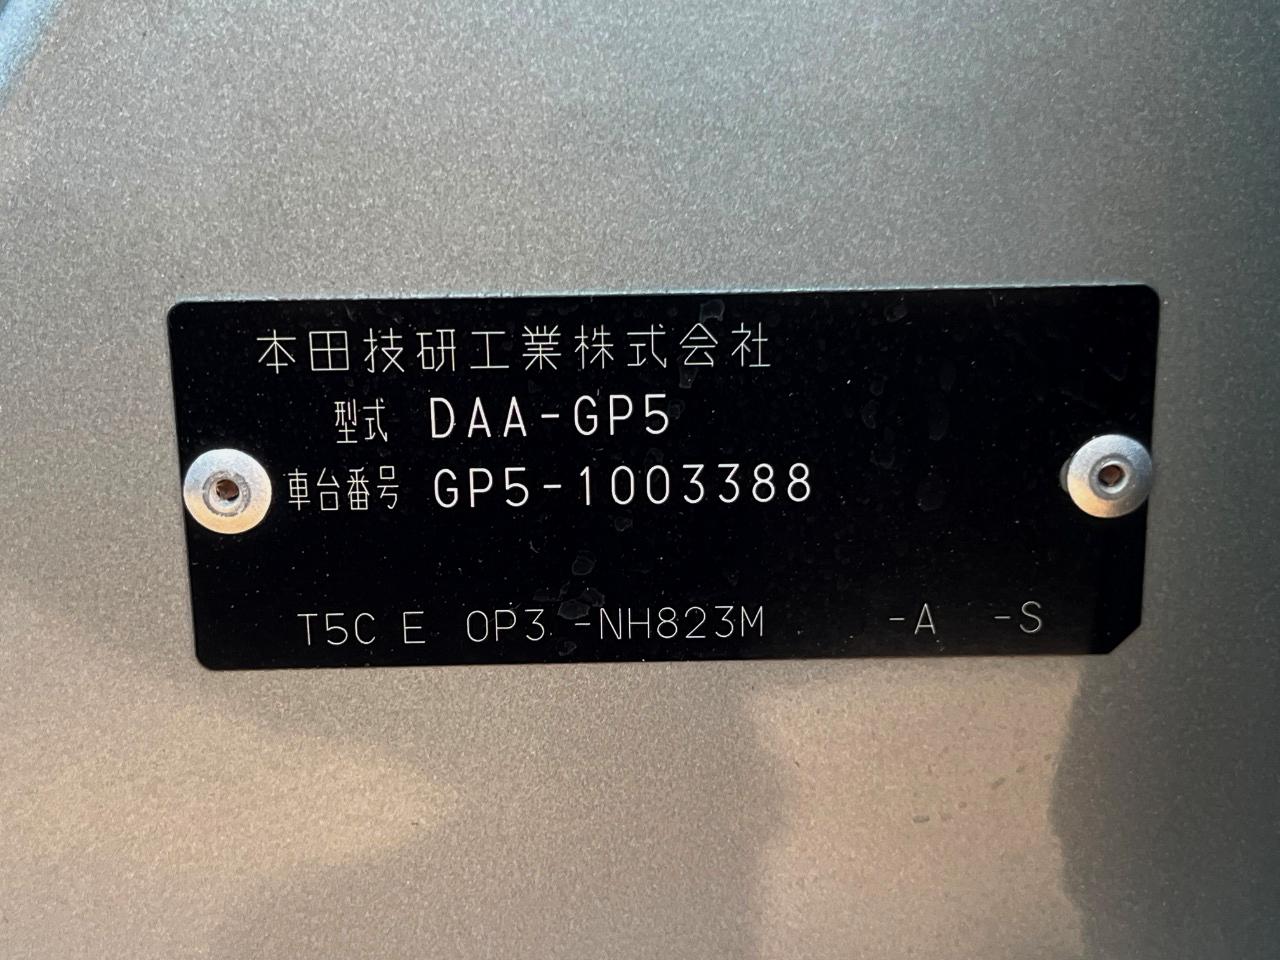 本田技研工業株式会社
型式 DAA-GP5
車台番号 GP5-1003388
T5C E 0P3 -NH823M -A -S